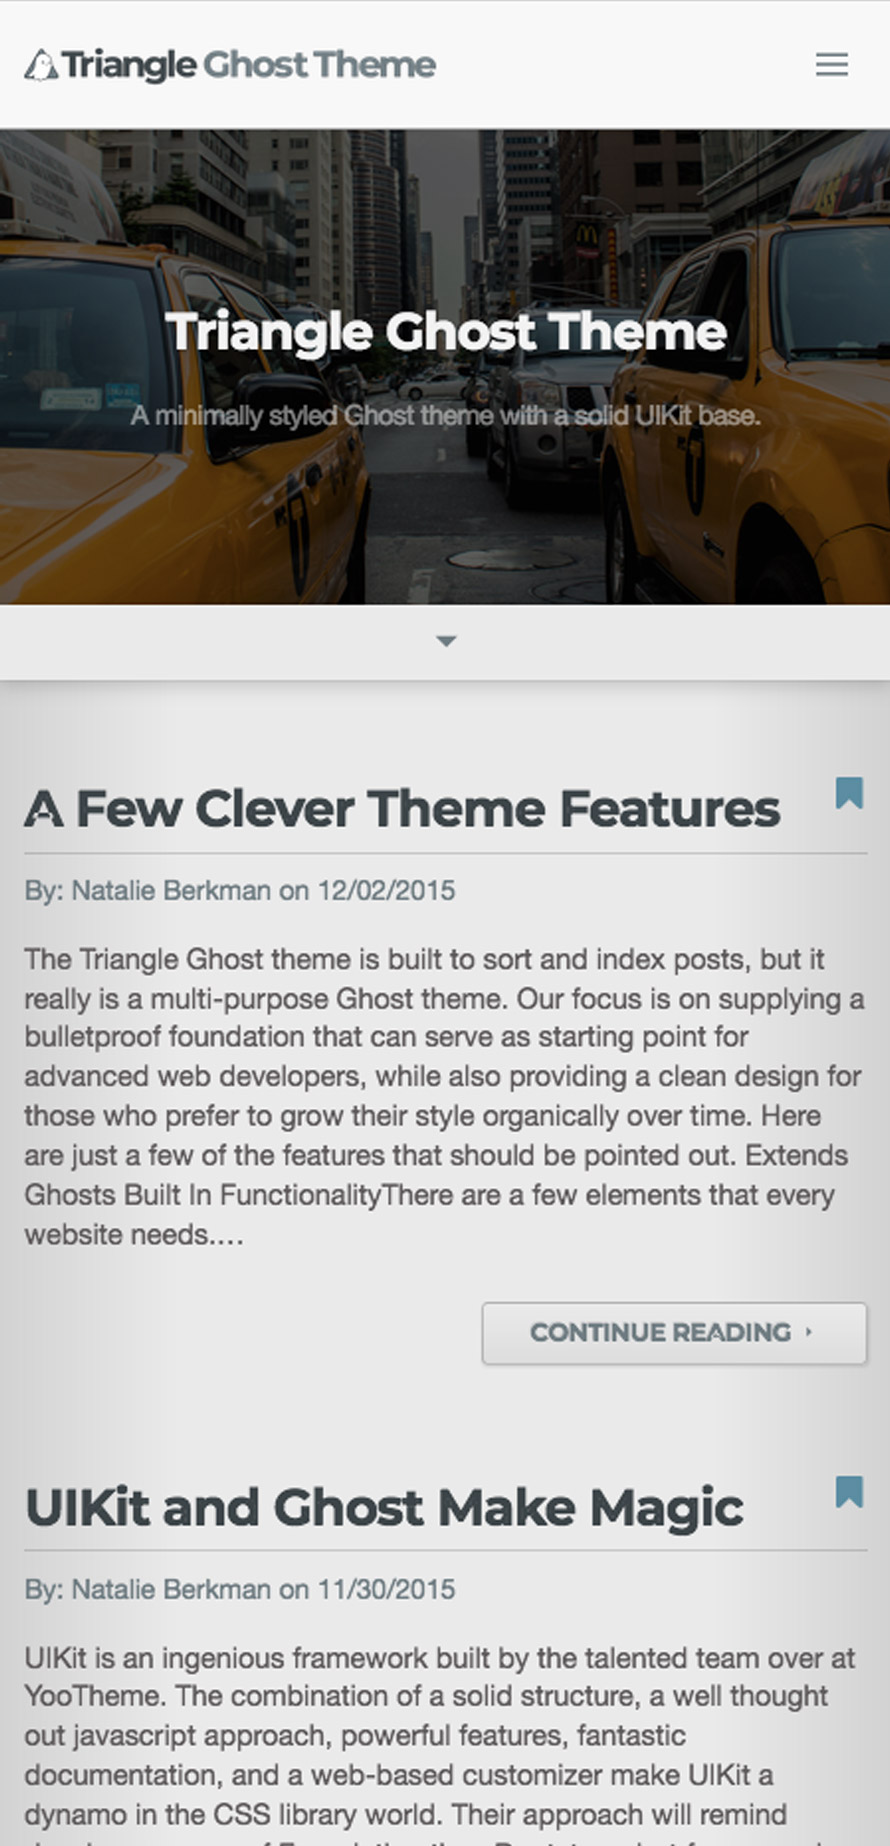 Triangle Ghost Theme
Triangle Ghost Theme
A minimally styled Ghost theme with a solid UIKit base.
A Few Clever Theme Features
By: Natalie Berkman on 12/02/2015
The Triangle Ghost theme is built to sort and index posts, but it
really is a multi-purpose Ghost theme. Our focus is on supplying a
bulletproof foundation that can serve as starting point for
advanced web developers, while also providing a clean design for
those who prefer to grow their style organically over time. Here
are just a few of the features that should be pointed out. Extends
Ghosts Built In FunctionalityThere are a few elements that every
website needs....
CONTINUE READING
UIKit and Ghost Make Magic
By: Natalie Berkman on 11/30/2015
UIKit is an ingenious framework built by the talented team over at
YooTheme. The combination of a solid structure, a well thought
out javascript approach, powerful features, fantastic
documentation, and a web-based customizer make UIKit a
dynamo in the CSS library world. Their approach will remind